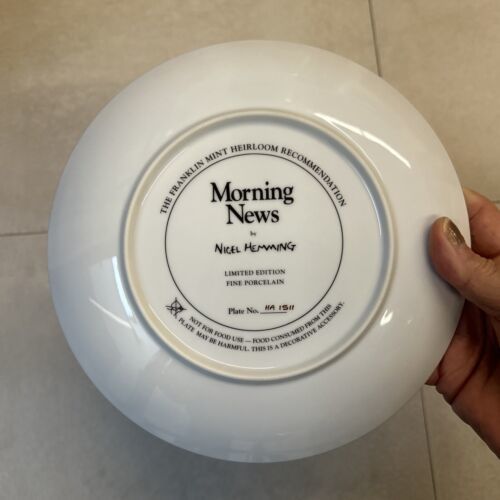 THE FRANKLIN MINT HEIRLOOM RECOMMENDATION
Morning
News
by
NIGEL HEMMING
LIMITED EDITION
FINE PORCELAIN
Plate No. HA 1511
NOT FOR FOOD USE — FOOD CONSUMED FROM THIS
PLATE MAY BE HARMFUL. THIS IS A DECORATIVE ACCESSORY.